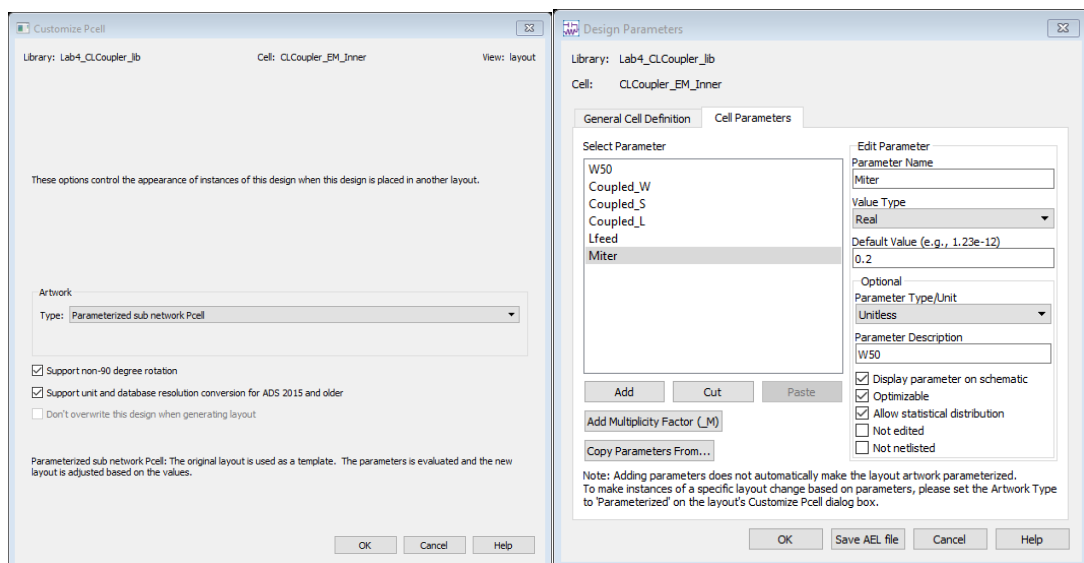 Customize Pcell
Library: Lab4_CLCoupler_lib Cell: CLCoupler_EM_Inner View: layout
These options control the appearance of instances of this design when this design is placed in another layout.
Artwork
Type: Parameterized sub network Pcell
Support non-90 degree rotation
Support unit and database resolution conversion for ADS 2015 and older
Don't overwrite this design when generating layout
Parameterized sub network Pcell: The original layout is used as a template. The parameters is evaluated and the new
layout is adjusted based on the values.
OK Cancel Help
Design Parameters
Library: Lab4_CLCoupler_lib
Cell: CLCoupler_EM_Inner
General Cell Definition Cell Parameters
Select Parameter
W50
Coupled_W
Coupled_S
Coupled_L
Lfeed
Miter
Add Cut Paste
Add Multiplicity Factor (_M)
Copy Parameters From...
Edit Parameter
Parameter Name
Miter
Value Type
Real
Default Value (e.g., 1.23e-12)
0.2
Optional
Parameter Type/Unit
Unitless
Parameter Description
W50
Display parameter on schematic
Optimizable
Allow statistical distribution
Not edited
Not netlisted
Note: Adding parameters does not automatically make the layout artwork parameterized.
To make instances of a specific layout change based on parameters, please set the Artwork Type
to 'Parameterized' on the layout's Customize Pcell dialog box.
OK Save AEL file Cancel Help